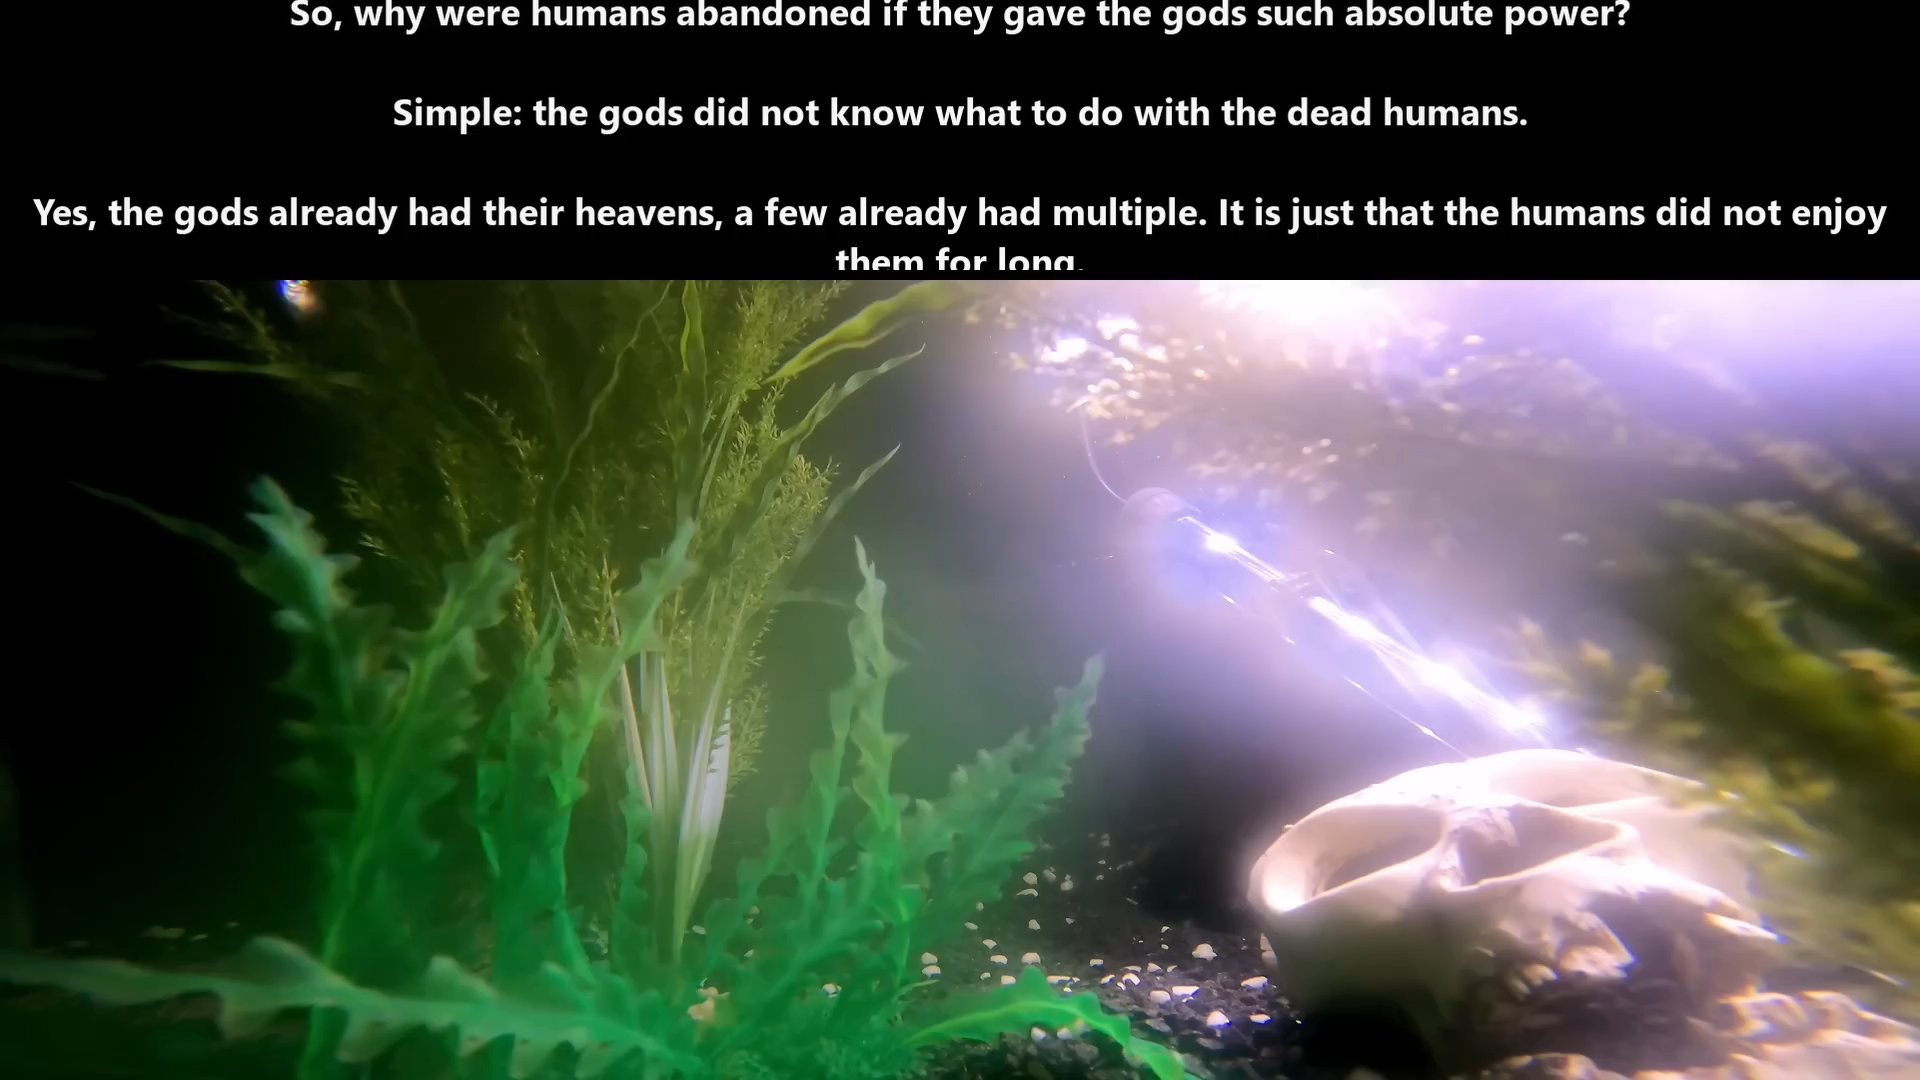 So, why were humans abandoned if they gave the gods such absolute power?
Simple: the gods did not know what to do with the dead humans.
Yes, the gods already had their heavens, a few already had multiple. It is just that the humans did not enjoy
them for long.